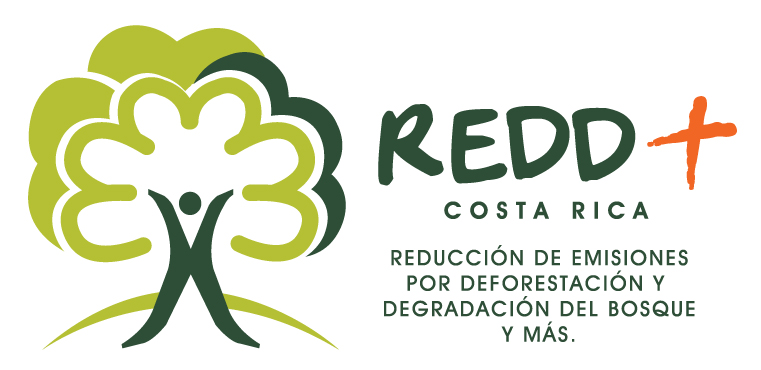 REDD+
COSTA RICA
REDUCCIÓN DE EMISIONES
POR DEFORESTACIÓN Y
DEGRADACIÓN DEL BOSQUE
Y MÁS.